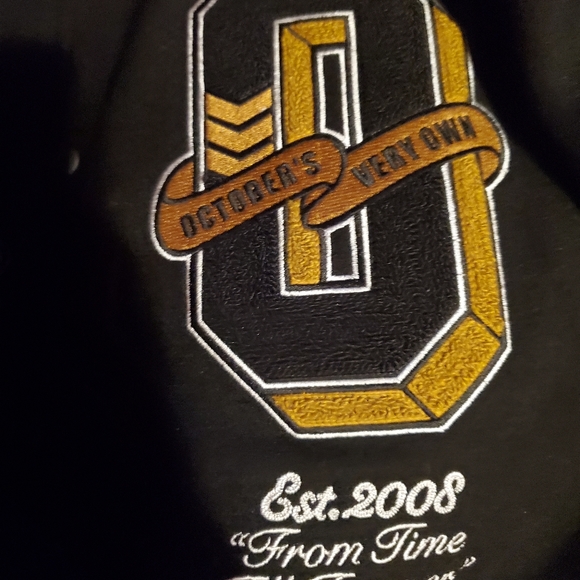 O
OCTOBER'S VERY OWN
Est. 2008
"From Time